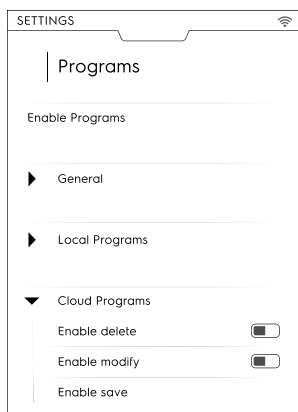 SETTINGS
Programs
Enable Programs
General
Local Programs
Cloud Programs
Enable delete
Enable modify
Enable save